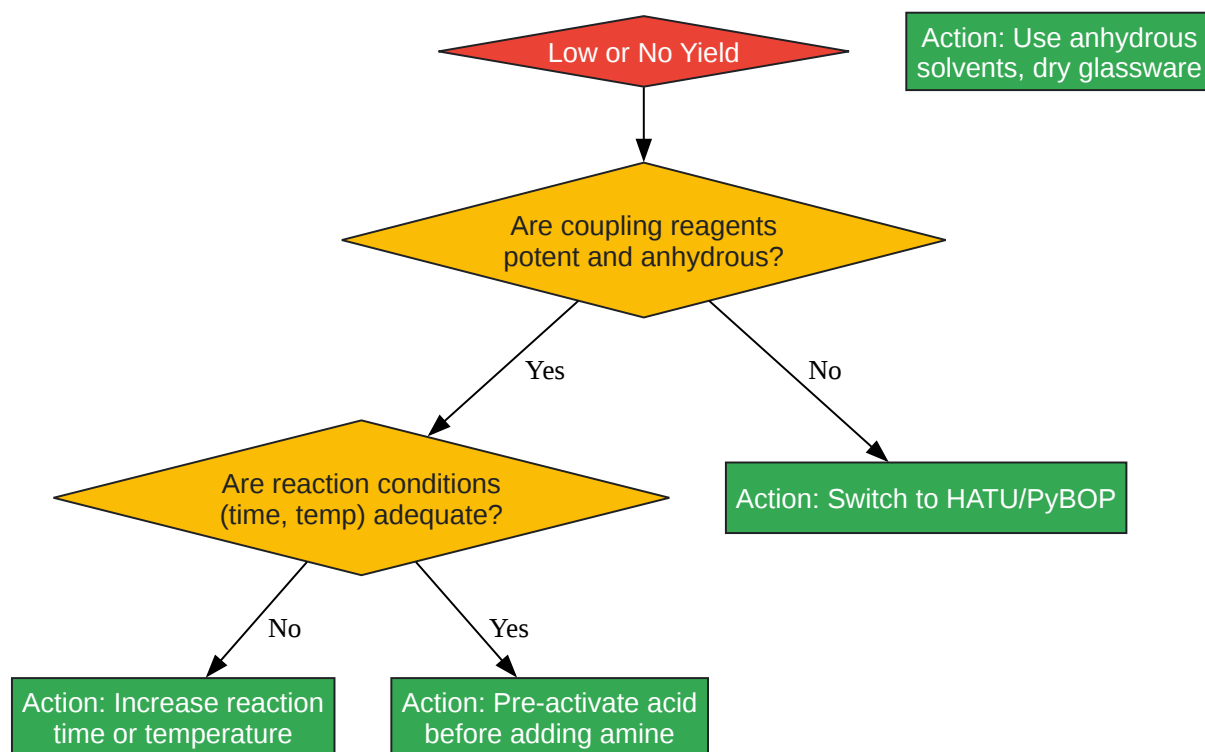 Low or No Yield
Action: Use anhydrous
solvents, dry glassware
Are coupling reagents
potent and anhydrous?
Yes
No
Are reaction conditions
(time, temp) adequate?
Action: Switch to HATU/PyBOP
No
Yes
Action: Increase reaction
time or temperature
Action: Pre-activate acid
before adding amine